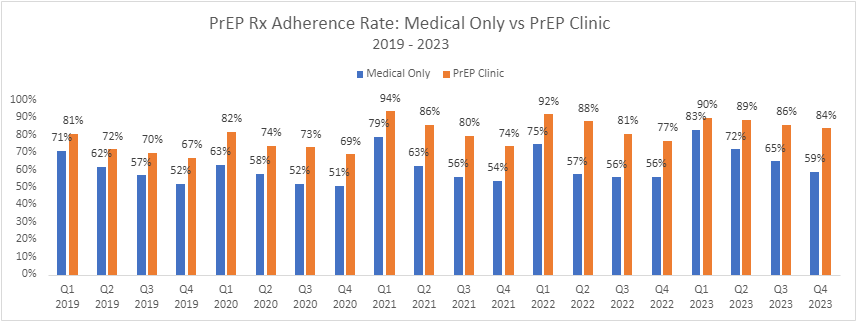 PrEP Rx Adherence Rate: Medical Only vs PrEP Clinic
2019 - 2023
Medical Only PrEP Clinic
100%
90%
80%
70%
60%
50%
40%
30%
20%
10%
0%
71% 81% 62% 72% 57% 70% 52% 67% 63% 82% 58% 74% 52% 73% 51% 69% 79% 94% 63% 86% 56% 80% 54% 74% 75% 92% 57% 88% 56% 81% 56% 77% 83% 90% 72% 89% 65% 86% 59% 84%
Q1 Q2 Q3 Q4 Q1 Q2 Q3 Q4 Q1 Q2 Q3 Q4 Q1 Q2 Q3 Q4 Q1 Q2 Q3 Q4
2019 2019 2019 2019 2020 2020 2020 2020 2021 2021 2021 2021 2022 2022 2022 2022 2023 2023 2023 2023